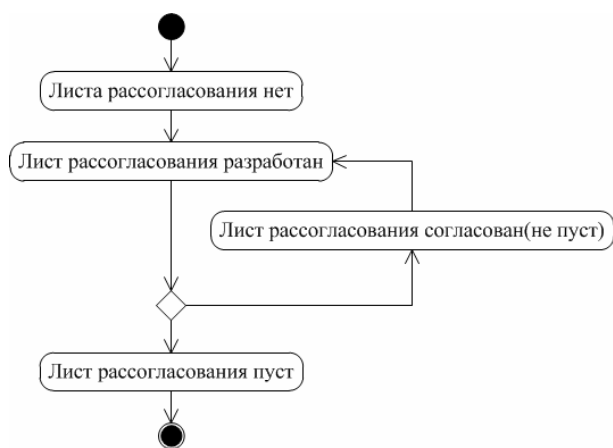 Листа рассогласования нет
Лист рассогласования разработан
Лист рассогласования согласован(не пуст)
Лист рассогласования пуст